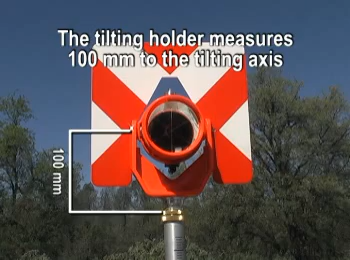 The tilting holder measures
100 mm to the tilting axis
100 mm